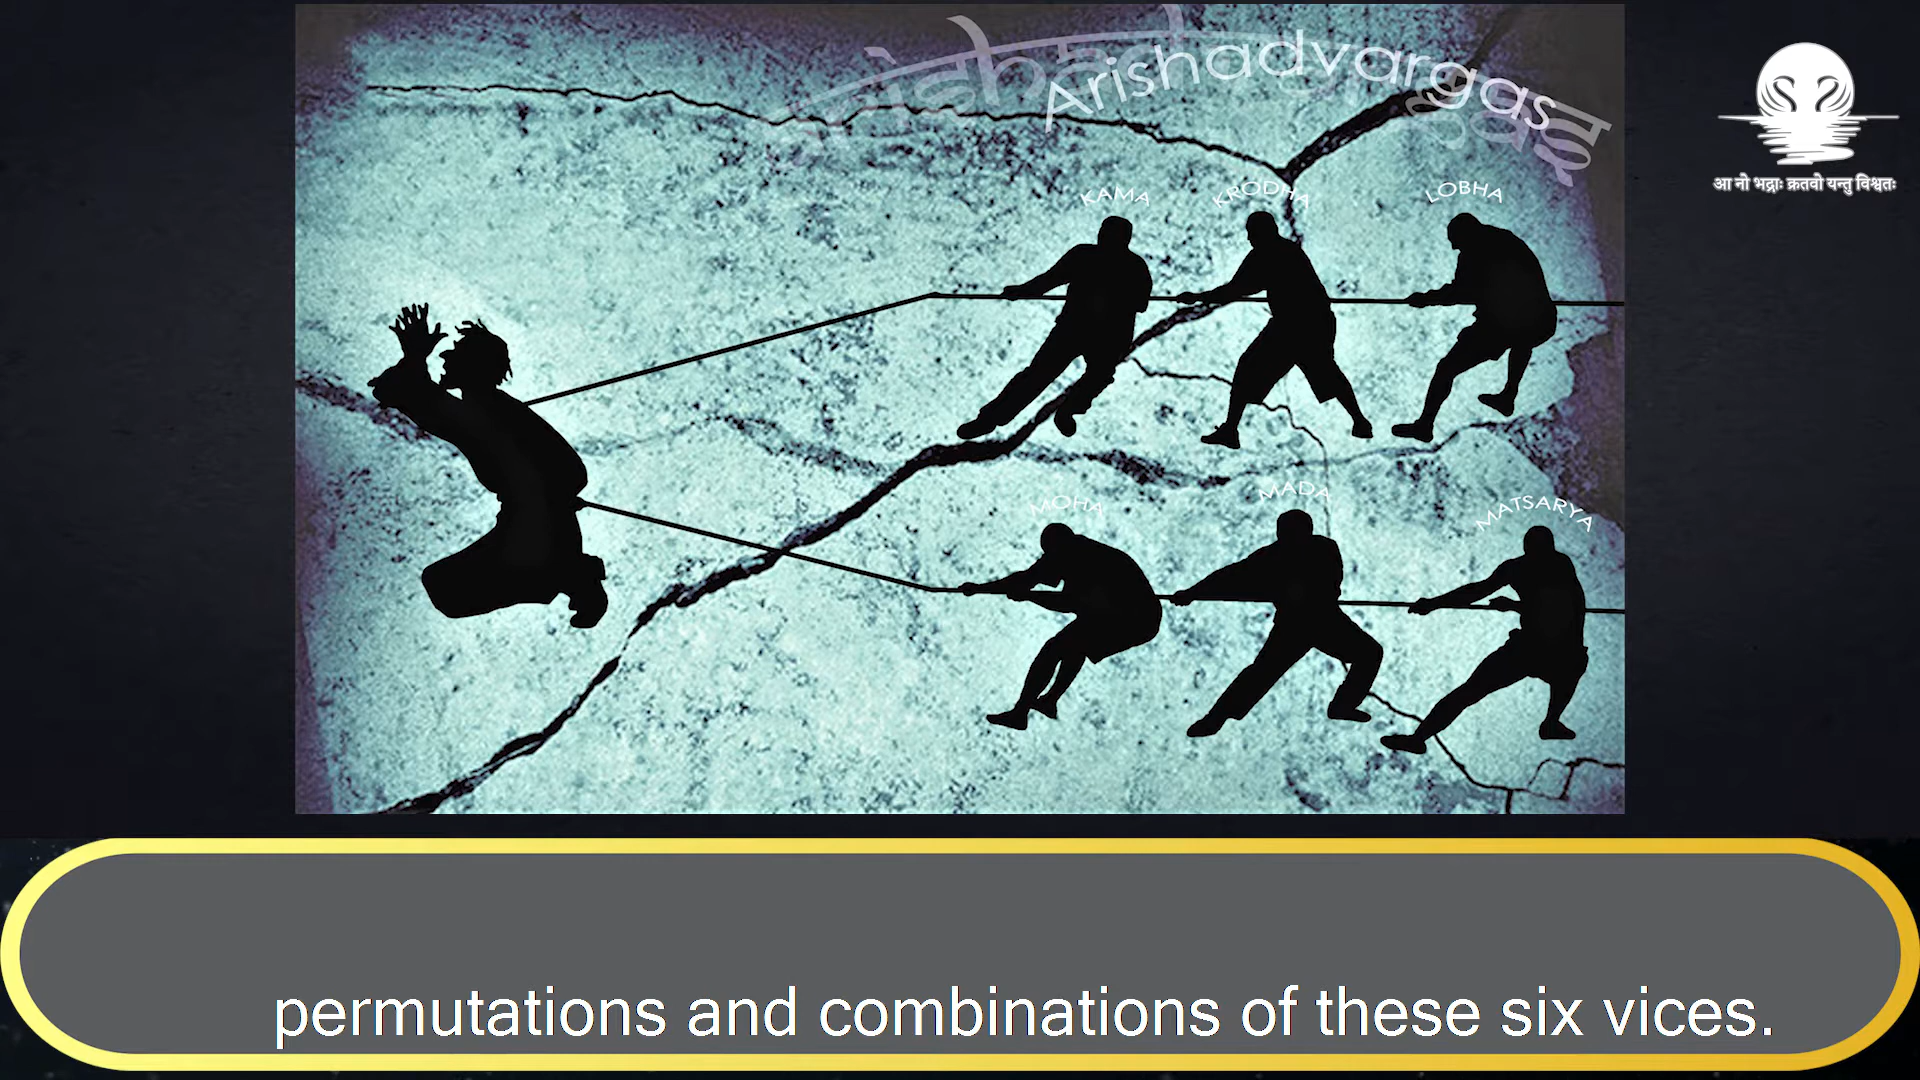 Arishadvargas
आ नो भद्राः क्रतवो यन्तु विश्वतः
KAMA
KRODHA
LOBHA
MOHA
MADA
MATSARYA
permutations and combinations of these six vices.